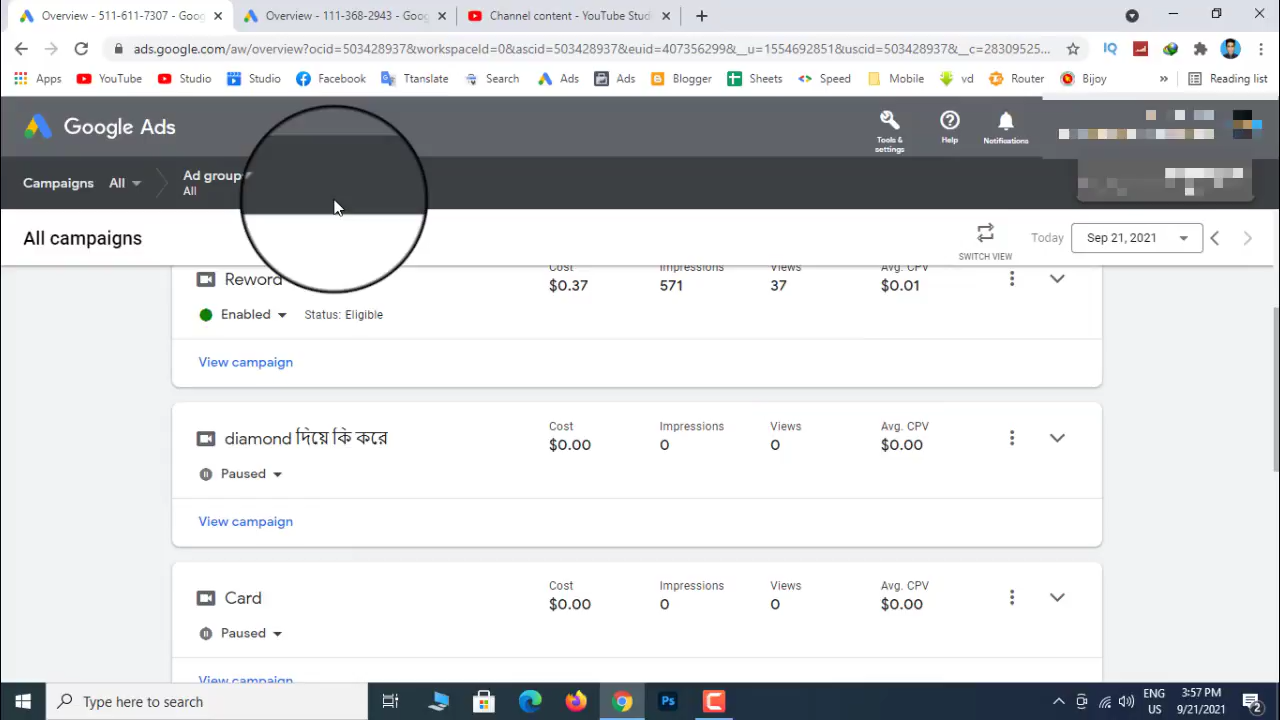 Overview - 511-611-7307 - Goog
Overview - 111-368-2943 - Goog
Channel content - YouTube Stud
ads.google.com/aw/overview?ocid=503428937&workspaceId=0&ascid=503428937&euid=407356299&__u=1554692851&uscid=503428937&__c=28309525...
IQ
Apps YouTube Studio Studio Facebook Translate Search Ads Ads Blogger Sheets Speed Mobile vd Router Bijoy » Reading list
Google Ads
Tools & settings
Help
Notifications
Campaigns All
Ad group
All
All campaigns
SWITCH VIEW
Today
Sep 21, 2021
Reword
Cost Impressions Views Avg. CPV
$0.37 571 37 $0.01
Enabled Status: Eligible
View campaign
diamond দিয়ে কি করে
Cost Impressions Views Avg. CPV
$0.00 0 0 $0.00
Paused
View campaign
Card
Cost Impressions Views Avg. CPV
$0.00 0 0 $0.00
Paused
View campaign
Type here to search
Ps
ENG
US
3:57 PM
9/21/2021
2